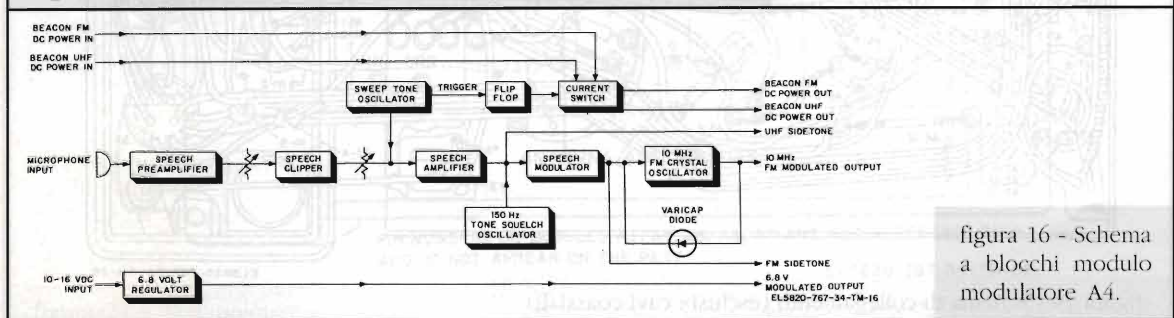 BEACON FM
DC POWER IN
BEACON UHF
DC POWER IN
SWEEP TONE
OSCILLATOR
TRIGGER
FLIP
FLOP
CURRENT
SWITCH
BEACON FM
DC POWER OUT
BEACON UHF
DC POWER OUT
UHF SIDETONE
MICROPHONE
INPUT
SPEECH
PREAMPLIFIER
SPEECH
CLIPPER
SPEECH
AMPLIFIER
SPEECH
MODULATOR
10 MHz
FM CRYSTAL
OSCILLATOR
10 MHz
FM MODULATED OUTPUT
150 Hz
TONE SQUELCH
OSCILLATOR
VARICAP
DIODE
FM SIDETONE
10-16 VDC
INPUT
6.8 VOLT
REGULATOR
6.8 V
MODULATED OUTPUT
EL5820-767-34-TM-16
figura 16 - Schema
a blocchi modulo
modulatore A4.